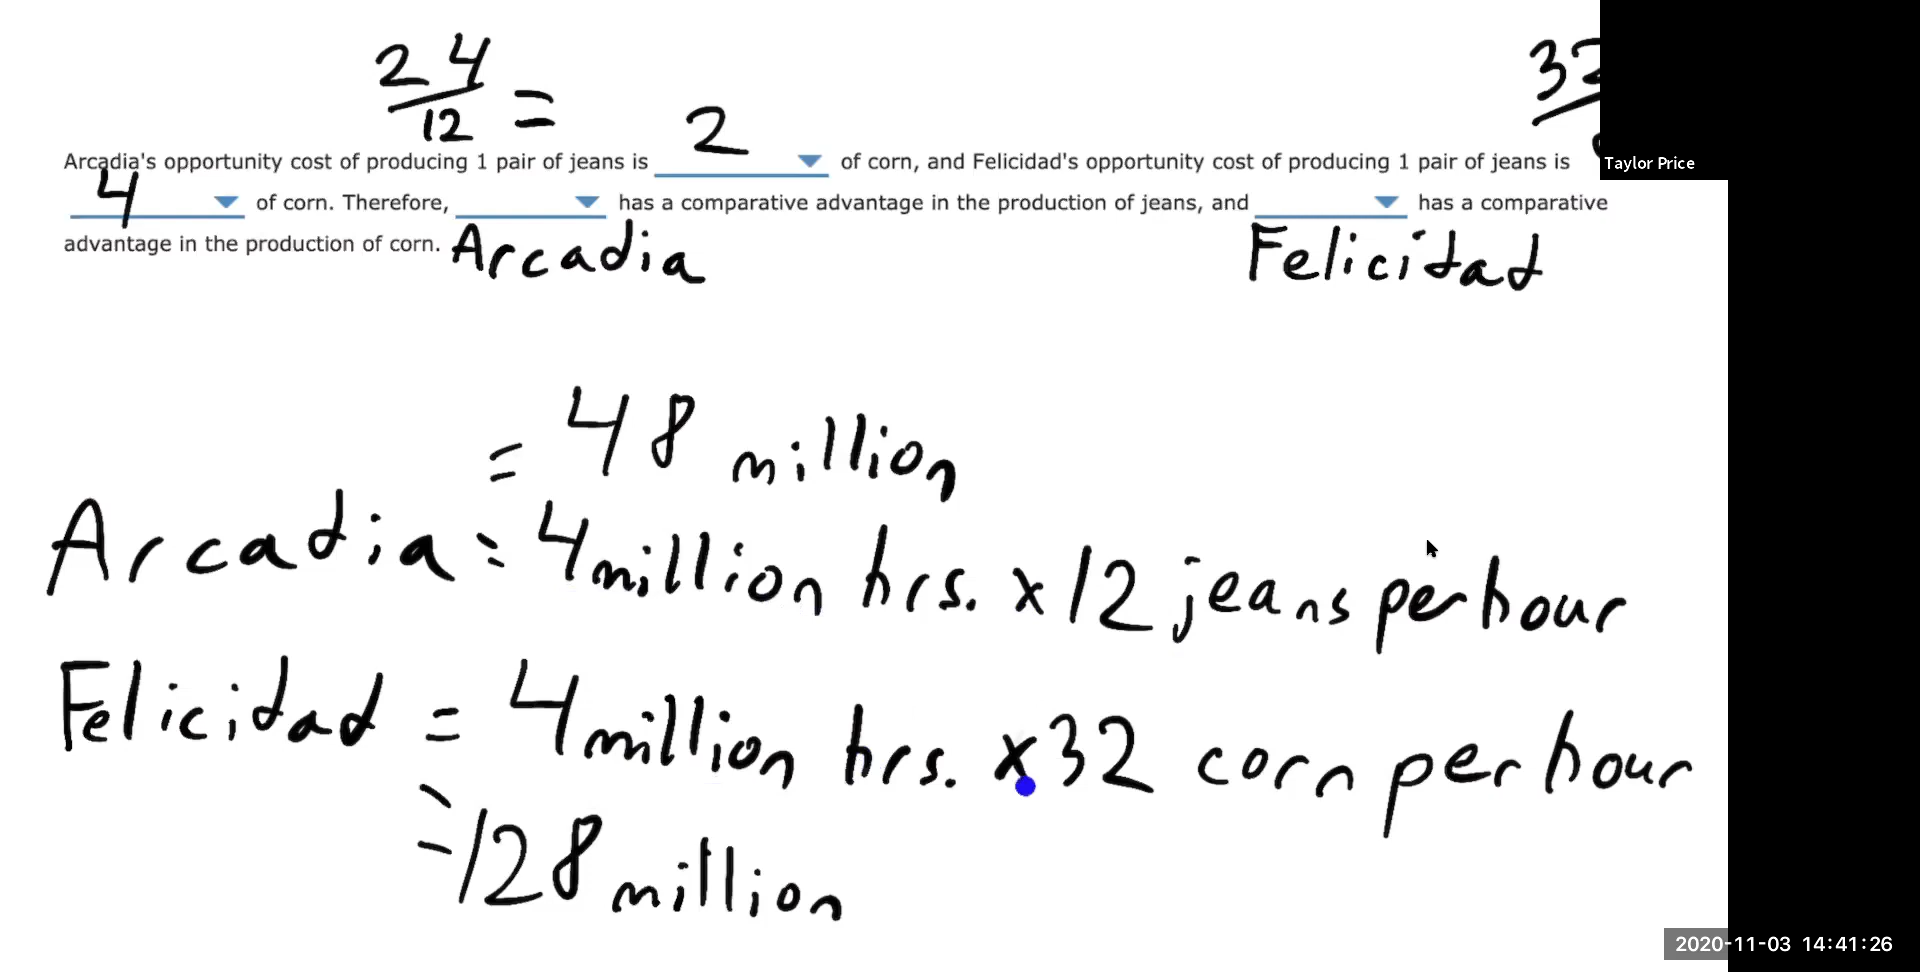 24
12 =
32
2
Arcadia's opportunity cost of producing 1 pair of jeans is of corn, and Felicidad's opportunity cost of producing 1 pair of jeans is
Taylor Price
4
of corn. Therefore, has a comparative advantage in the production of jeans, and has a comparative
advantage in the production of corn. Arcadia Felicidad
= 48 million
Arcadia = 4 million hrs. x 12 jeans per hour
Felicidad = 4 million hrs. x 32 corn per hour
= 128 million
2020-11-03 14:41:26